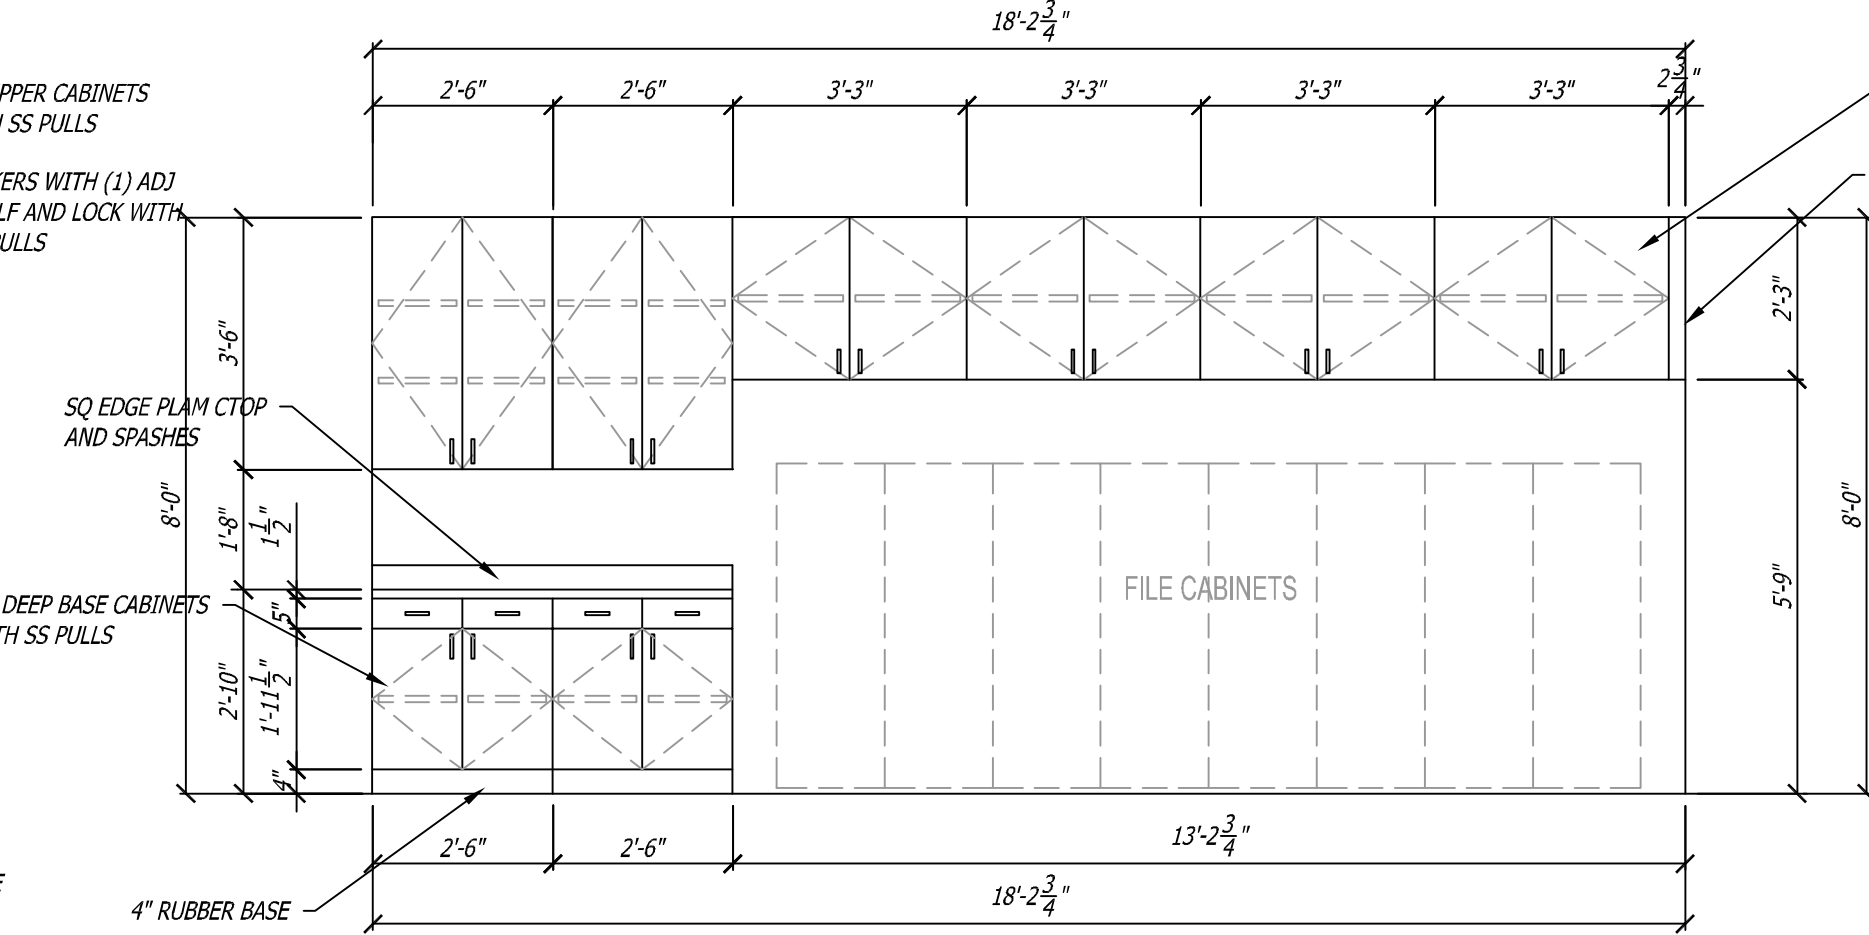 18'-2 3/4"
2'-6" 2'-6" 3'-3" 3'-3" 3'-3" 3'-3" 2 3/4"
PPER CABINETS
SS PULLS
ERS WITH (1) ADJ
LF AND LOCK WITH
PULLS
3'-6"
2'-3"
SQ EDGE PLAM CTOP
AND SPASHES
8'-0"
1'-8"
1 1/2"
8'-0"
FILE CABINETS
5'-9"
DEEP BASE CABINETS
TH SS PULLS
5"
2'-10"
1'-11 1/2"
4"
2'-6" 2'-6" 13'-2 3/4"
18'-2 3/4"
4" RUBBER BASE